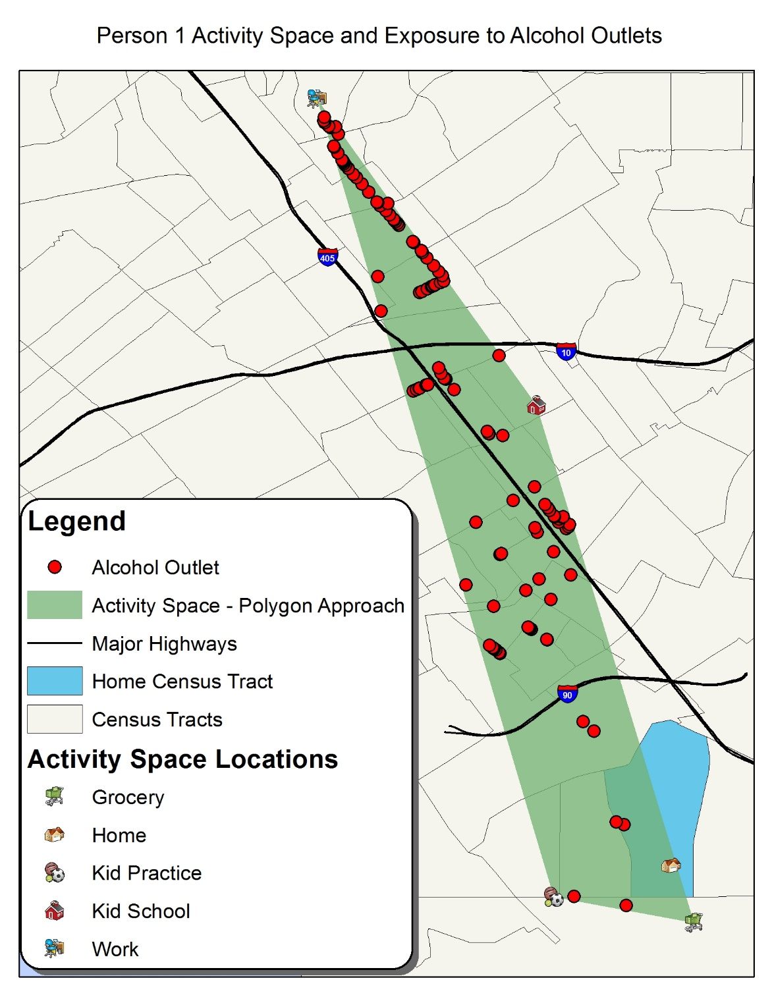 Person 1 Activity Space and Exposure to Alcohol Outlets
405
10
90
Legend
Alcohol Outlet
Activity Space - Polygon Approach
Major Highways
Home Census Tract
Census Tracts
Activity Space Locations
Grocery
Home
Kid Practice
Kid School
Work